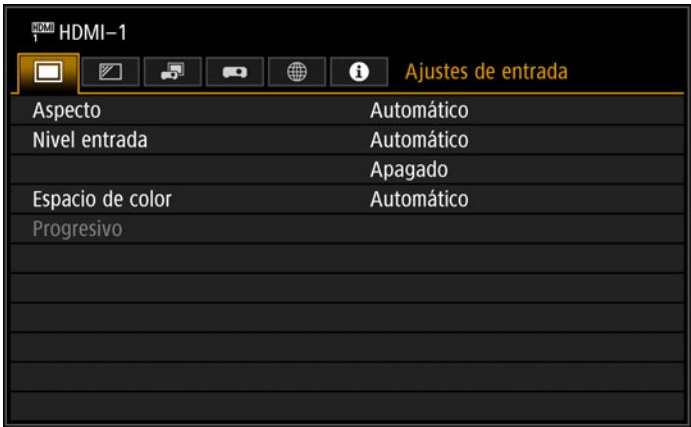 HDMI 1 HDMI-1
Ajustes de entrada
Aspecto Automático
Nivel entrada Automático
Apagado
Espacio de color Automático
Progresivo